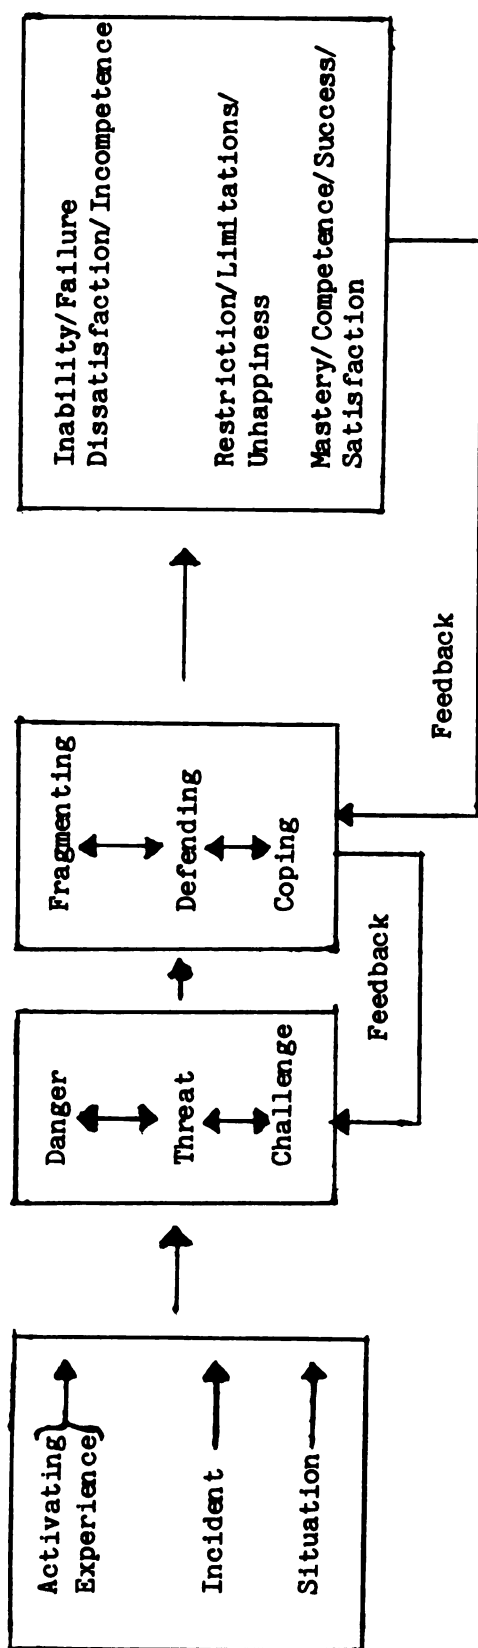 Activating
Experience
Incident
Situation
Danger
Threat
Challenge
Feedback
Fragmenting
Defending
Coping
Feedback
Inability/Failure
Dissatisfaction/Incompetence
Restriction/Limitations/
Unhappiness
Mastery/Competence/Success/
Satisfaction